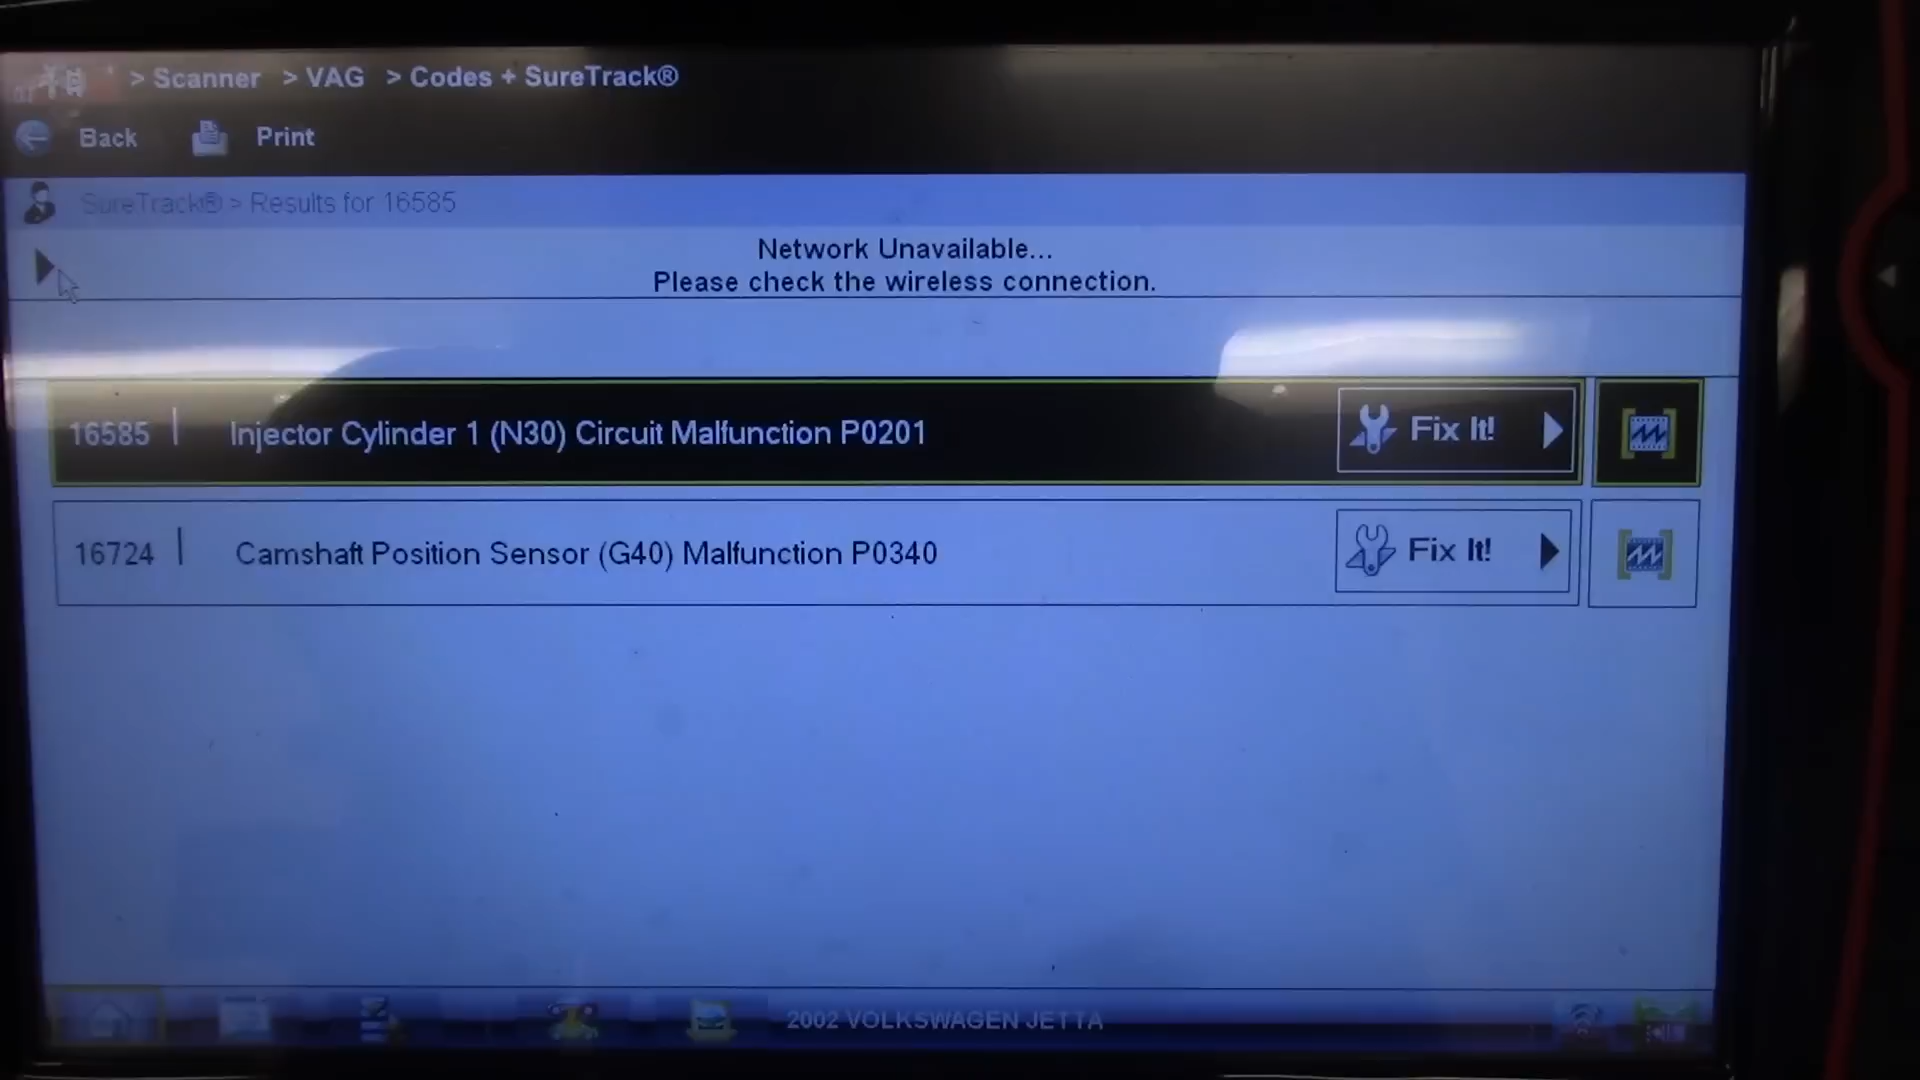 > Scanner > VAG > Codes + SureTrack®
Back Print
SureTrack® > Results for 16585
Network Unavailable...
Please check the wireless connection.
16585 | Injector Cylinder 1 (N30) Circuit Malfunction P0201 Fix It!
16724 | Camshaft Position Sensor (G40) Malfunction P0340 Fix It!
2002 VOLKSWAGEN JETTA